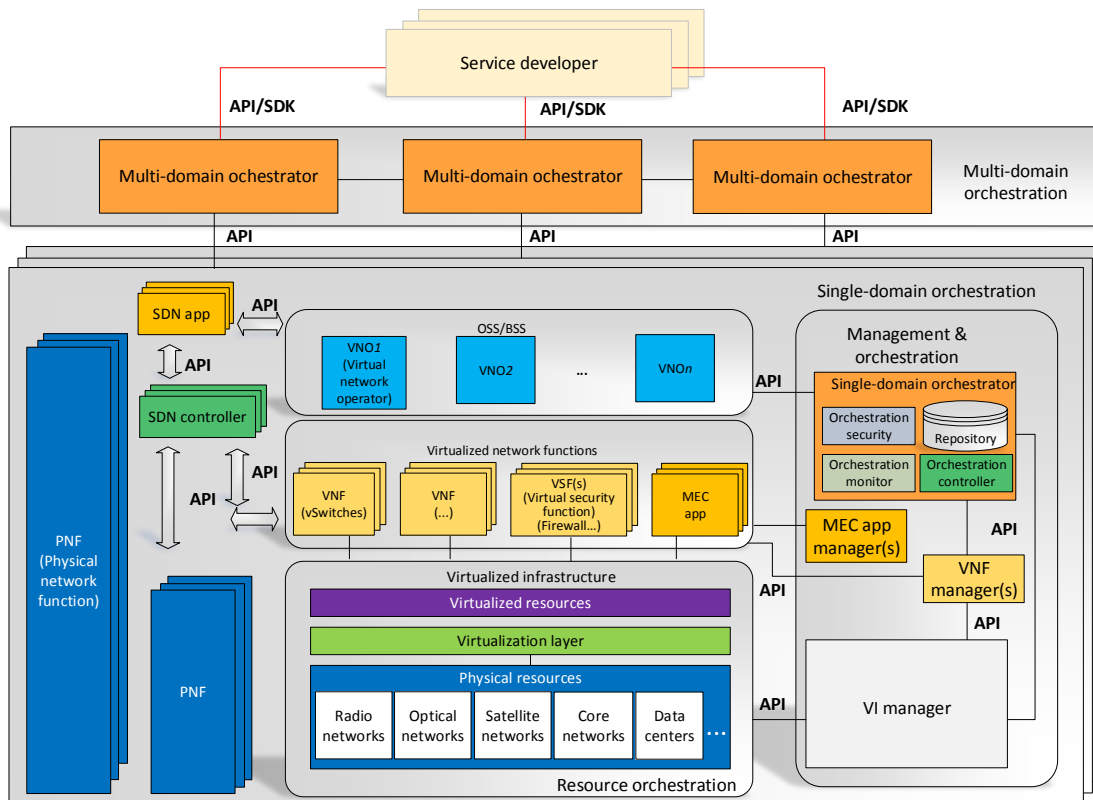 Service developer
API/SDK
API/SDK
API/SDK
Multi-domain ochestrator
Multi-domain ochestrator
Multi-domain ochestrator
Multi-domain
orchestration
API
API
API
SDN app
API
Single-domain orchestration
OSS/BSS
VNO1
(Virtual
network
operator)
VNO2
...
VNOn
Management &
orchestration
API
API
Single-domain orchestrator
Orchestration
security
Repository
Orchestration
monitor
Orchestration
controller
SDN controller
API
API
Virtualized network functions
VNF
(vSwitches)
VNF
(...)
VSF(s)
(Virtual security
function)
(Firewall...)
MEC
app
MEC app
manager(s)
API
PNF
(Physical
network
function)
VNF
manager(s)
API
API
Virtualized infrastructure
Virtualized resources
Virtualization layer
Physical resources
Radio
networks
Optical
networks
Satellite
networks
Core
networks
Data
centers
...
PNF
API
VI manager
Resource orchestration